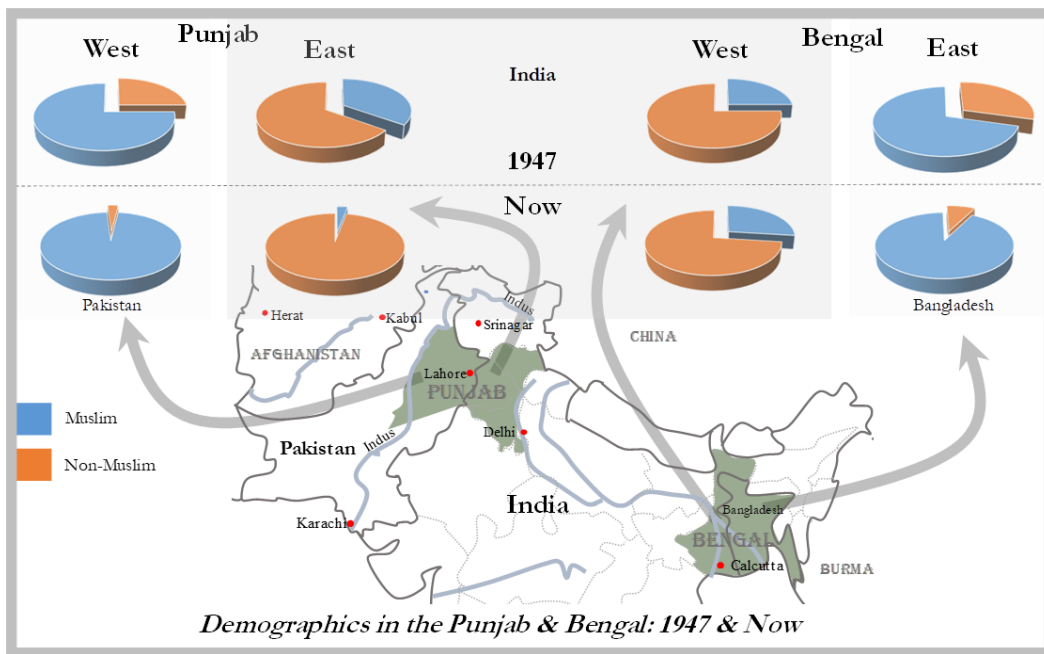 Punjab
Bengal
West
East
West
East
India
1947
Now
Pakistan
Bangladesh
Indus
Herat
Kabul
Srinagar
CHINA
AFGHANISTAN
Lahore
PUNJAB
Muslim
Delhi
Pakistan
Indus
Non-Muslim
India
Bangladesh
Karachi
BENGAL
Calcutta
BURMA
Demographics in the Punjab & Bengal: 1947 & Now